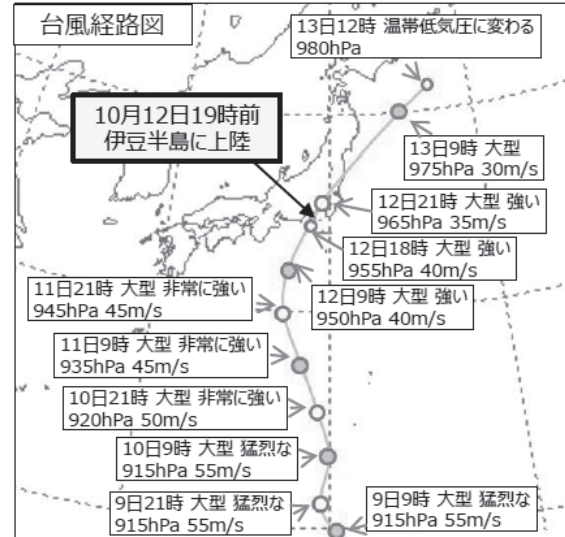 台風経路図
13日12時 温帯低気圧に変わる
980hPa
10月12日19時前
伊豆半島に上陸
13日9時 大型
975hPa 30m/s
12日21時 大型 強い
965hPa 35m/s
12日18時 大型 強い
955hPa 40m/s
11日21時 大型 非常に強い
945hPa 45m/s
12日9時 大型 強い
950hPa 40m/s
11日9時 大型 非常に強い
935hPa 45m/s
10日21時 大型 非常に強い
920hPa 50m/s
10日9時 大型 猛烈な
915hPa 55m/s
9日21時 大型 猛烈な
915hPa 55m/s
9日9時 大型 猛烈な
915hPa 55m/s